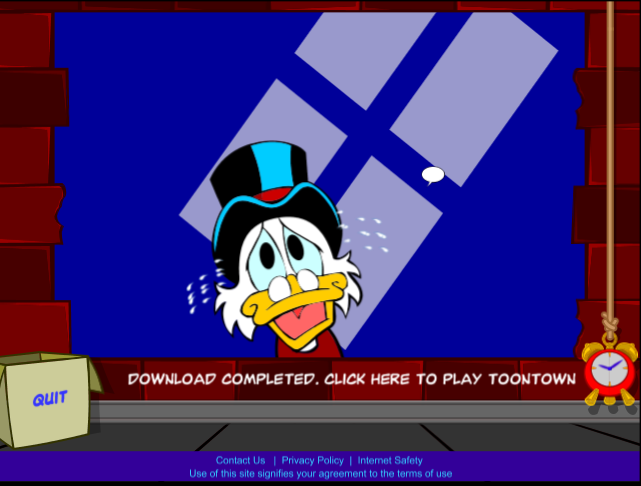 DOWNLOAD COMPLETED. CLICK HERE TO PLAY TOONTOWN
QUIT
Contact Us | Privacy Policy | Internet Safety
Use of this site signifies your agreement to the terms of use